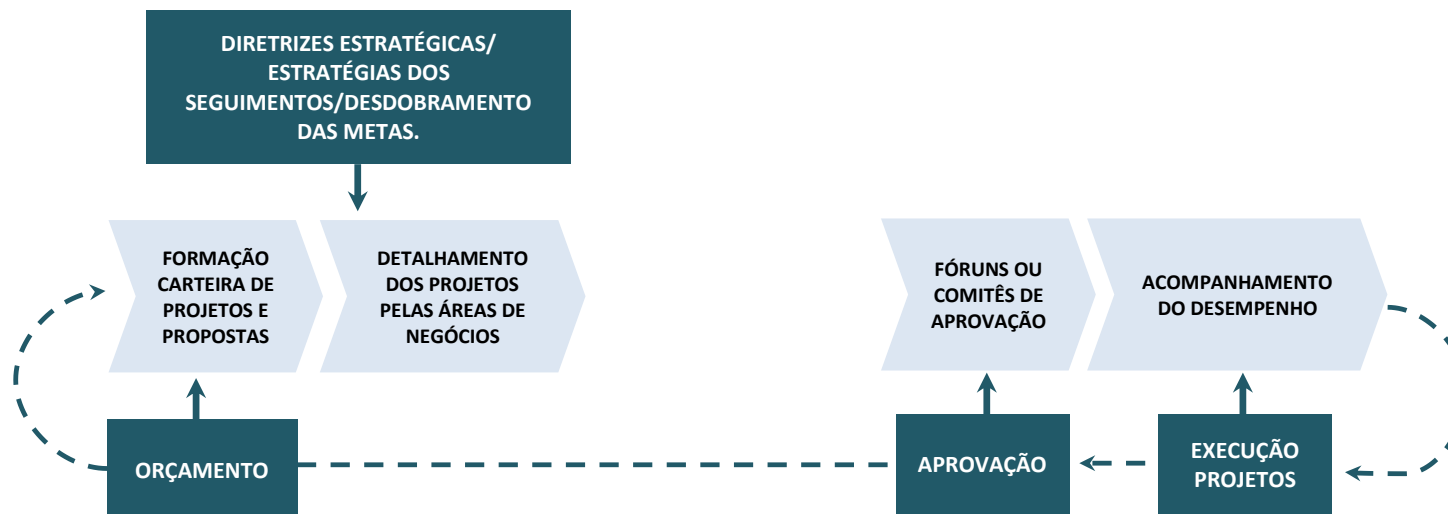 DIRETRIZES ESTRATÉGICAS/
ESTRATÉGIAS DOS
SEGUIMENTOS/DESDOBRAMENTO
DAS METAS.
FORMAÇÃO
CARTEIRA DE
PROJETOS E
PROPOSTAS
DETALHAMENTO
DOS PROJETOS
PELAS ÁREAS DE
NEGÓCIOS
FÓRUNS OU
COMITÊS DE
APROVAÇÃO
ACOMPANHAMENTO
DO DESEMPENHO
ORÇAMENTO
APROVAÇÃO
EXECUÇÃO
PROJETOS